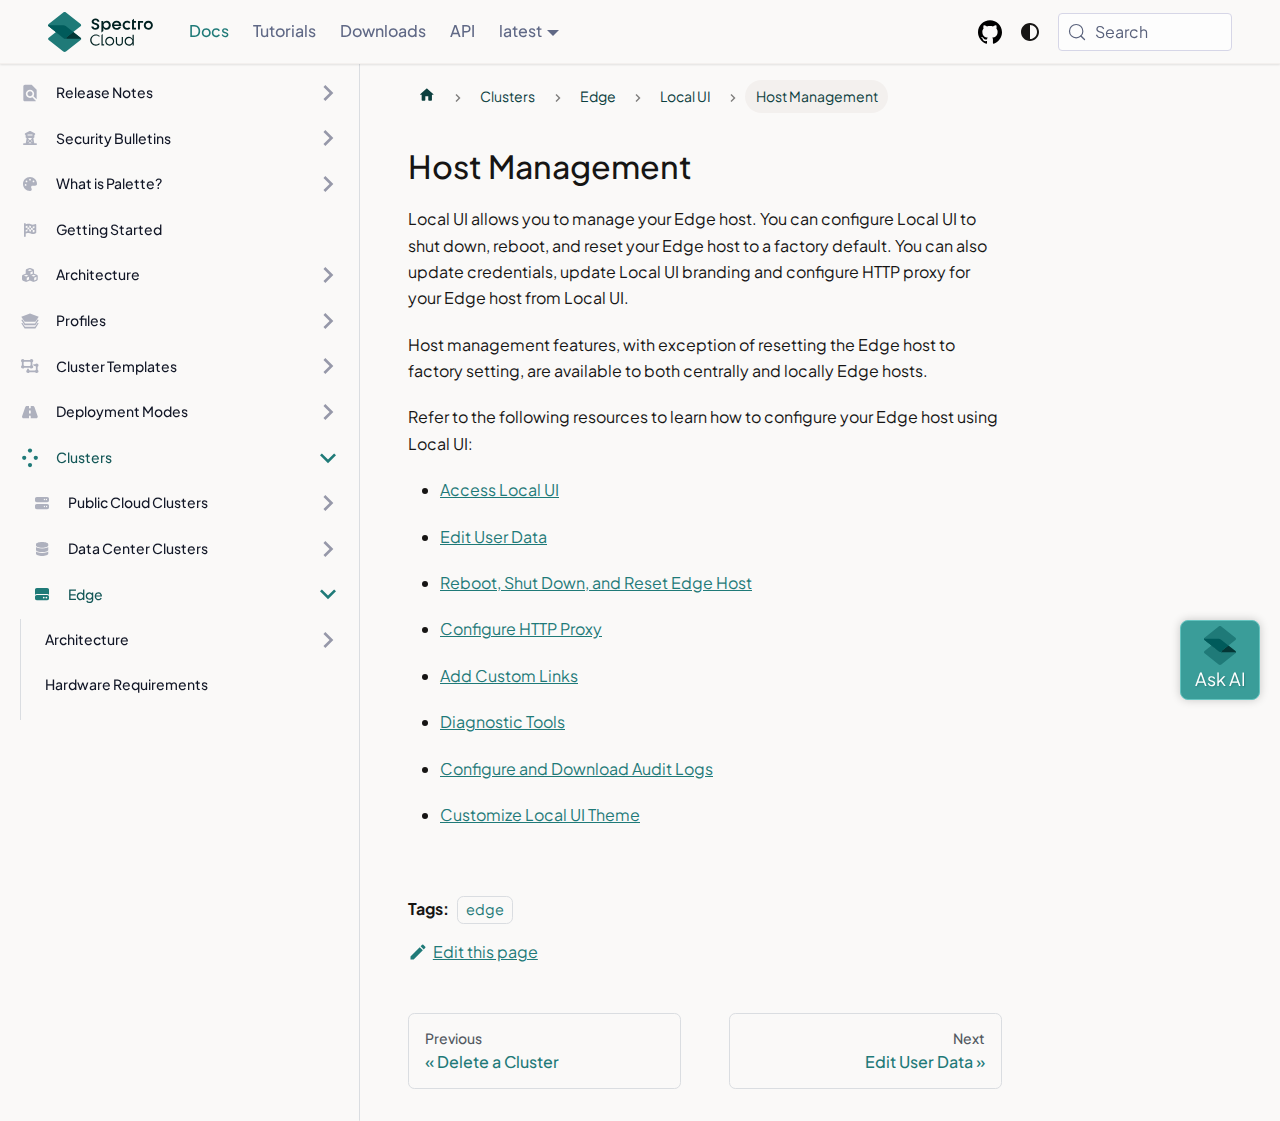 Spectro Cloud
Docs
Tutorials
Downloads
API
latest
Search
Release Notes
Security Bulletins
What is Palette?
Getting Started
Architecture
Profiles
Cluster Templates
Deployment Modes
Clusters
Public Cloud Clusters
Data Center Clusters
Edge
Architecture
Hardware Requirements
Clusters
Edge
Local UI
Host Management
Host Management
Local UI allows you to manage your Edge host. You can configure Local UI to
shut down, reboot, and reset your Edge host to a factory default. You can also
update credentials, update Local UI branding and configure HTTP proxy for
your Edge host from Local UI.
Host management features, with exception of resetting the Edge host to
factory setting, are available to both centrally and locally Edge hosts.
Refer to the following resources to learn how to configure your Edge host using
Local UI:
Access Local UI
Edit User Data
Reboot, Shut Down, and Reset Edge Host
Configure HTTP Proxy
Add Custom Links
Diagnostic Tools
Configure and Download Audit Logs
Customize Local UI Theme
Tags: edge
Edit this page
Previous
« Delete a Cluster
Next
Edit User Data »
Ask AI